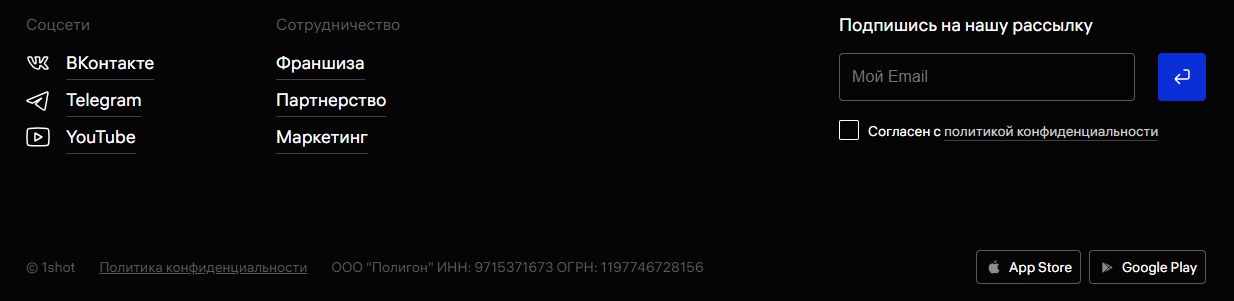 Соцсети
ВКонтакте
Telegram
YouTube
Сотрудничество
Франшиза
Партнерство
Маркетинг
Подпишись на нашу рассылку
Мой Email
Согласен с политикой конфиденциальности
© 1shot Политика конфиденциальности ООО "Полигон" ИНН: 9715371673 ОГРН: 1197746728156
App Store Google Play